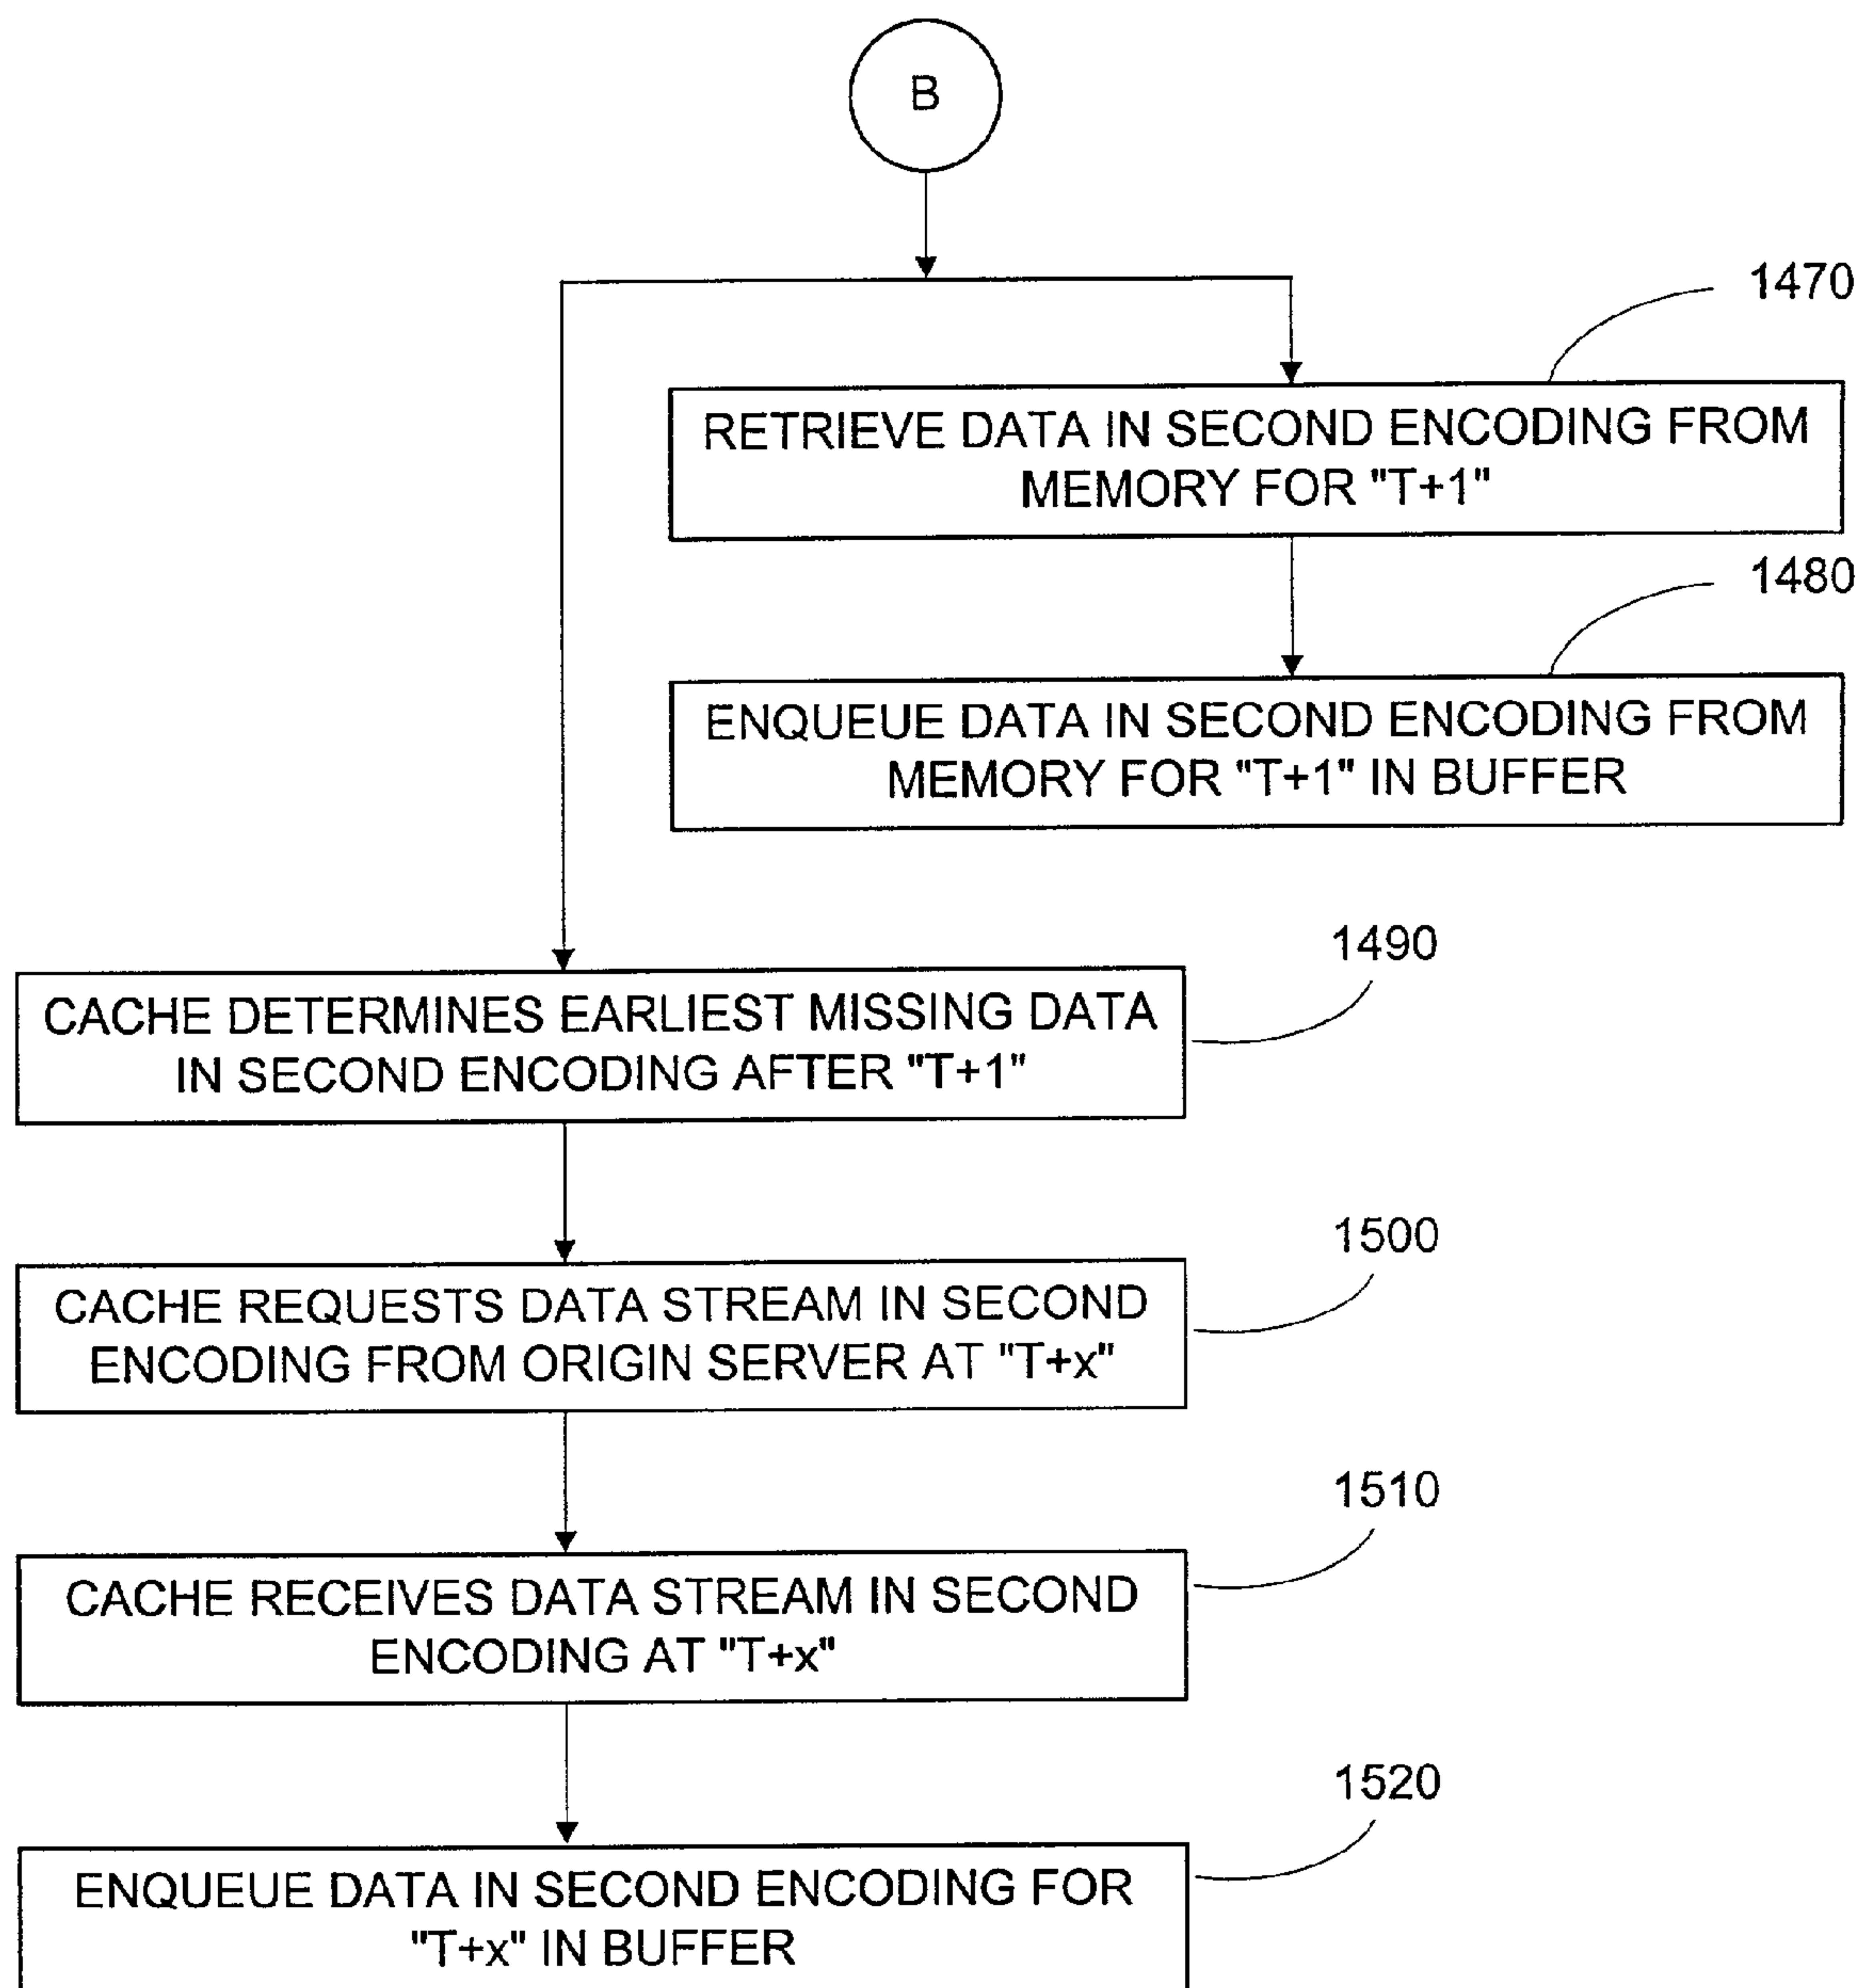 B
1470
RETRIEVE DATA IN SECOND ENCODING FROM
MEMORY FOR "T+1"
1480
ENQUEUE DATA IN SECOND ENCODING FROM
MEMORY FOR "T+1" IN BUFFER
1490
CACHE DETERMINES EARLIEST MISSING DATA
IN SECOND ENCODING AFTER "T+1"
1500
CACHE REQUESTS DATA STREAM IN SECOND
ENCODING FROM ORIGIN SERVER AT "T+x"
1510
CACHE RECEIVES DATA STREAM IN SECOND
ENCODING AT "T+x"
1520
ENQUEUE DATA IN SECOND ENCODING FOR
"T+x" IN BUFFER